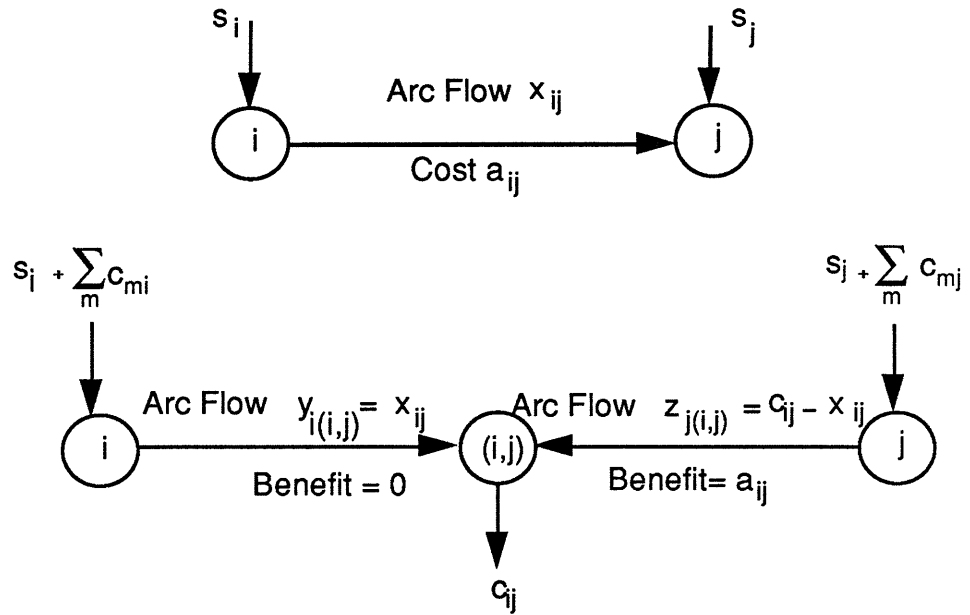 s_i s_j
Arc Flow x_ij
i j
Cost a_ij
s_i + ∑_m c_mi s_j + ∑_m c_mj
Arc Flow y_i(i,j) = x_ij Arc Flow z_j(i,j) = c_ij − x_ij
i (i,j) j
Benefit = 0 Benefit= a_ij
c_ij